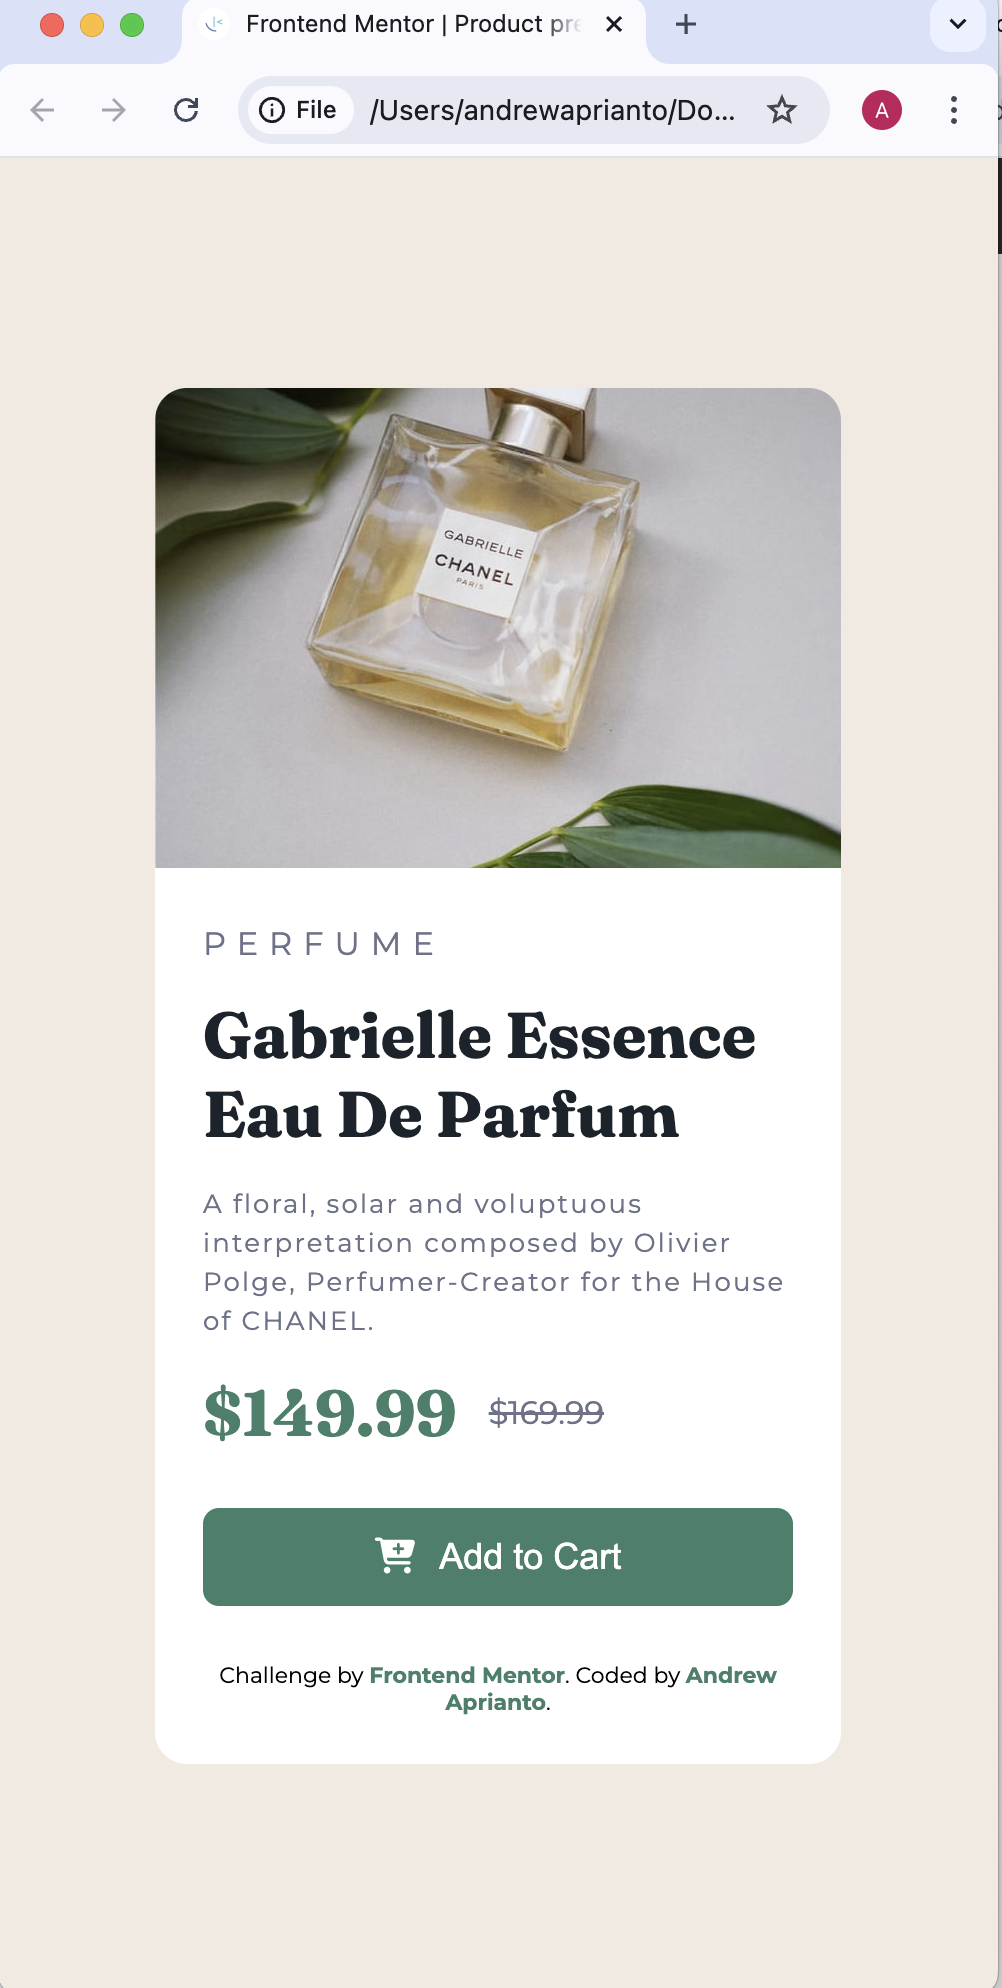 Frontend Mentor | Product pre
File /Users/andrewaprianto/Do...
A
GABRIELLE
CHANEL
PARIS
PERFUME
Gabrielle Essence
Eau De Parfum
A floral, solar and voluptuous
interpretation composed by Olivier
Polge, Perfumer-Creator for the House
of CHANEL.
$149.99 $169.99
Add to Cart
Challenge by Frontend Mentor. Coded by Andrew
Aprianto.